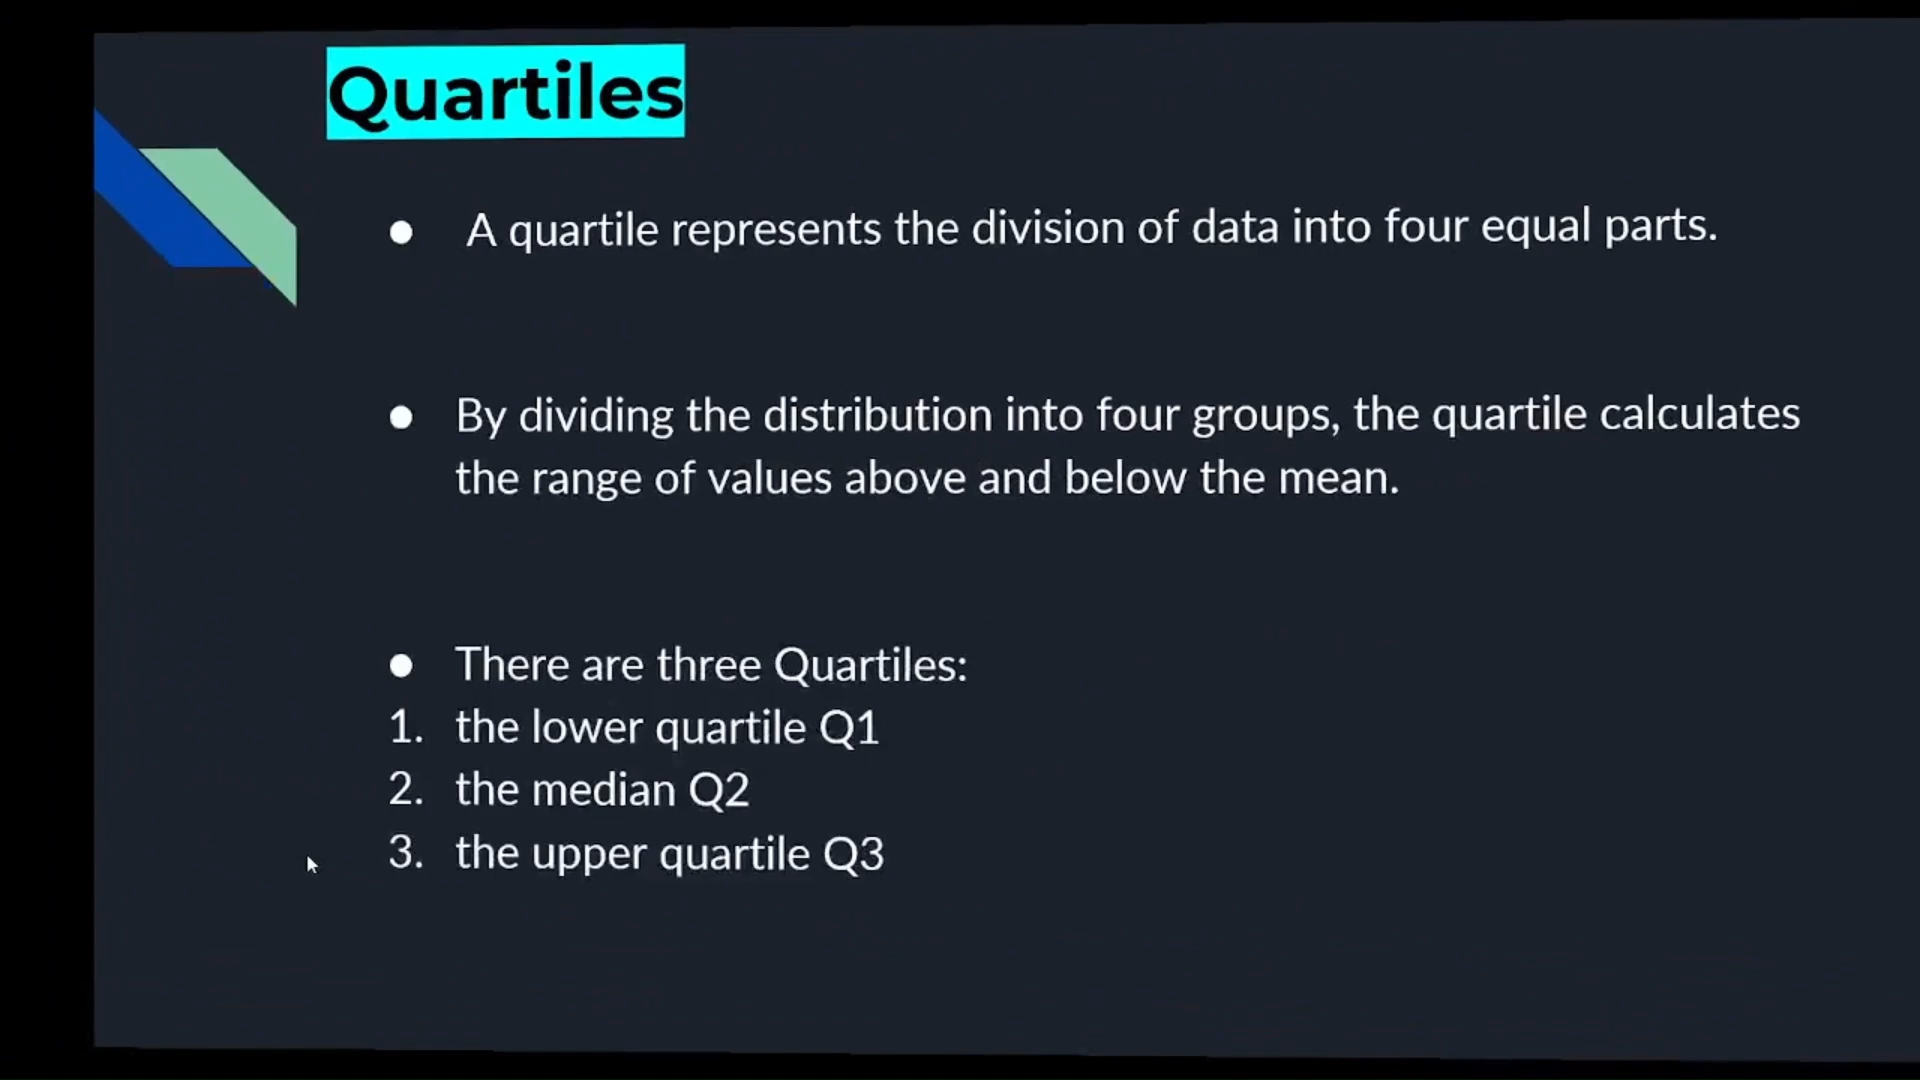 Quartiles
● A quartile represents the division of data into four equal parts.
● By dividing the distribution into four groups, the quartile calculates
the range of values above and below the mean.
● There are three Quartiles:
1. the lower quartile Q1
2. the median Q2
3. the upper quartile Q3